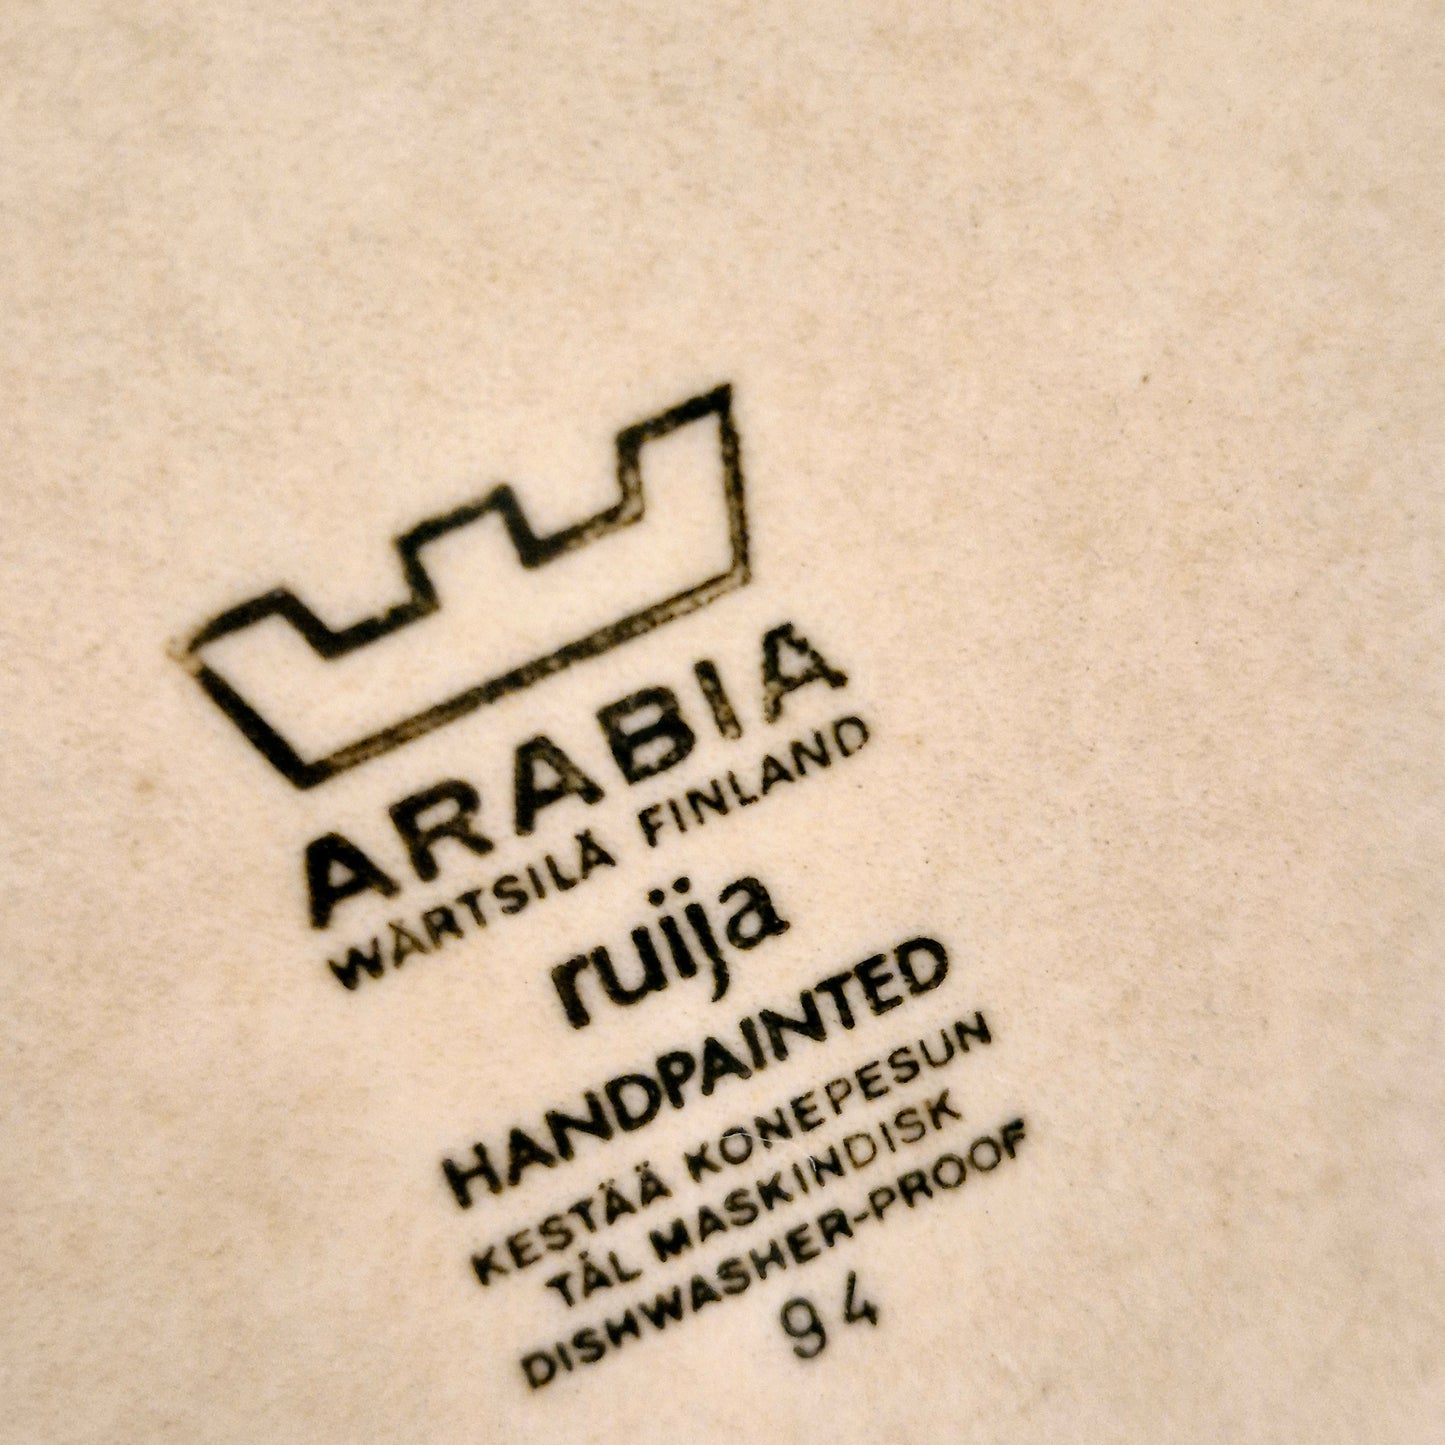 ARABIA
WÄRTSILÄ FINLAND
ruija
HANDPAINTED
KESTÄÄ KONEPESUN
TÅL MASKINDISK
DISHWASHER-PROOF
94